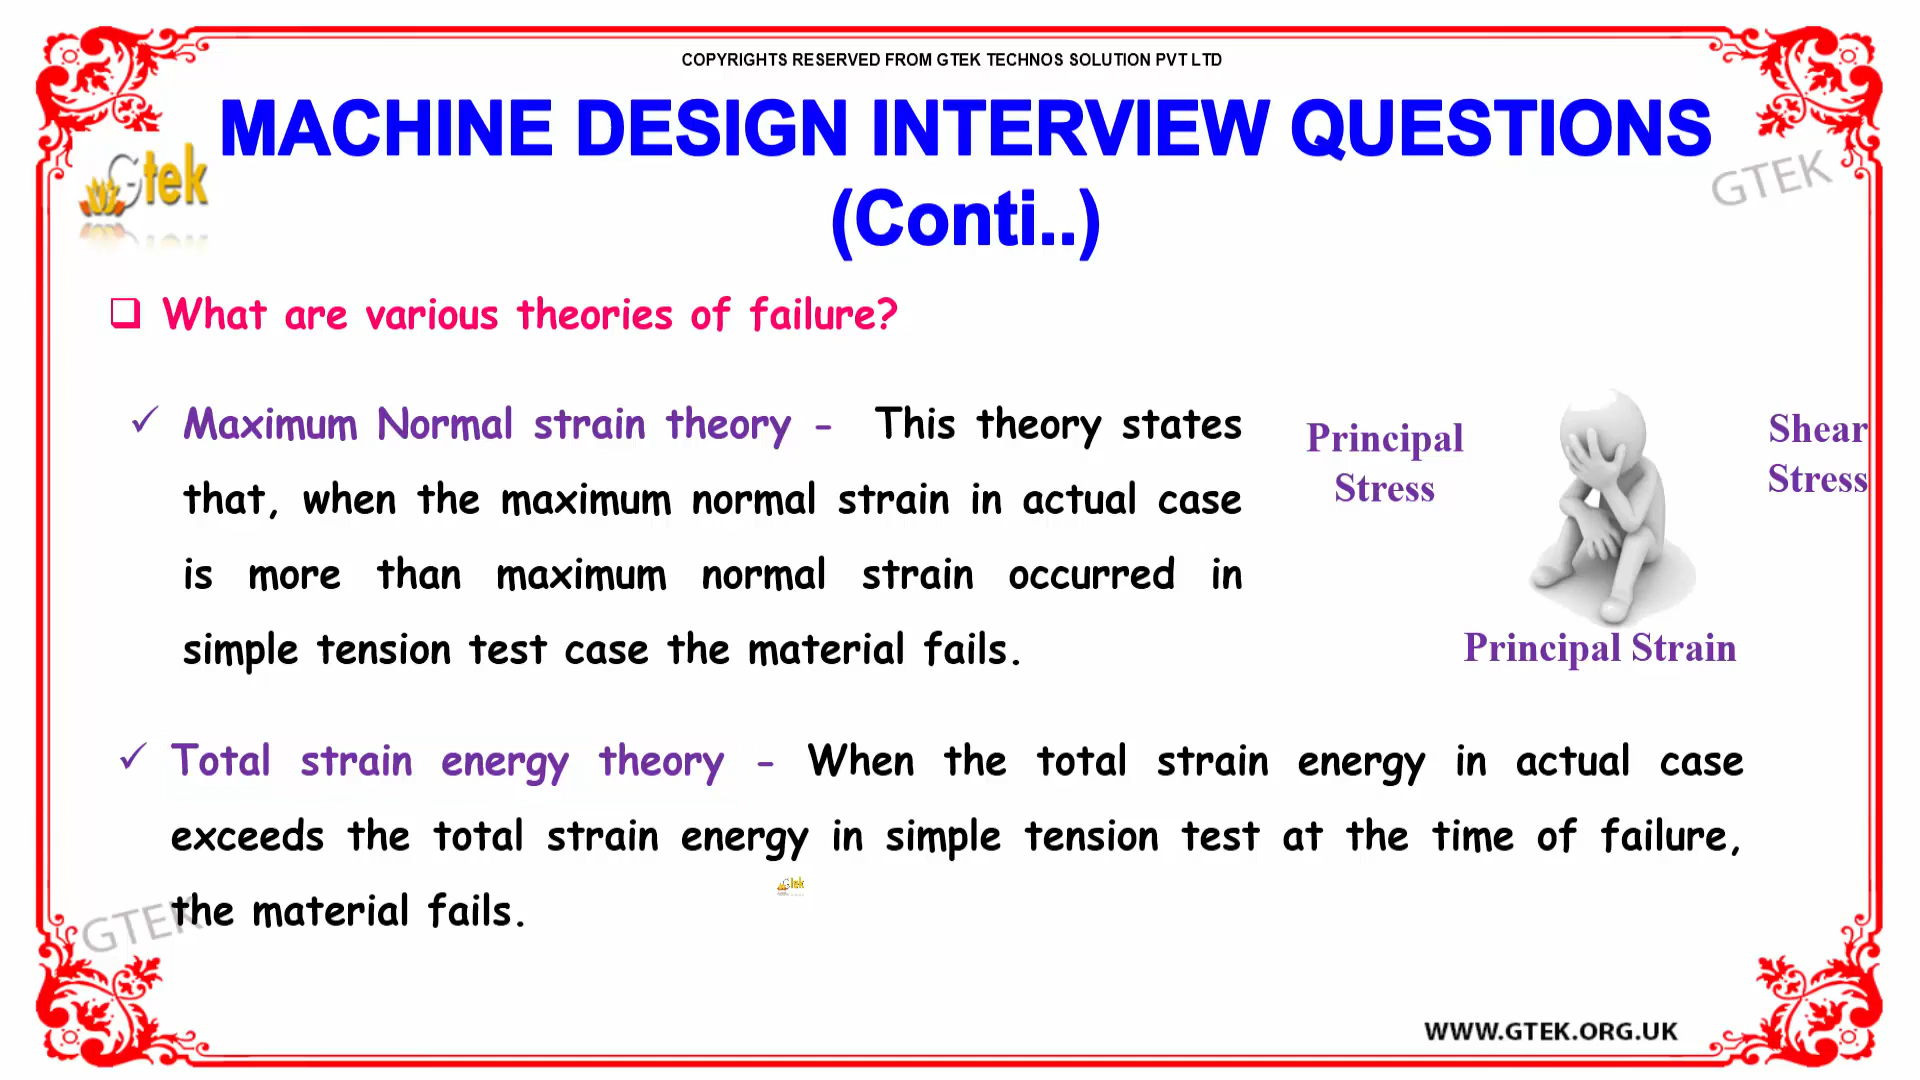 COPYRIGHTS RESERVED FROM GTEK TECHNOS SOLUTION PVT LTD
MACHINE DESIGN INTERVIEW QUESTIONS
(Conti..)
Gtek
GTEK
What are various theories of failure?
Maximum Normal strain theory - This theory states
that, when the maximum normal strain in actual case
is more than maximum normal strain occurred in
simple tension test case the material fails.
Principal
Stress
Shear
Stress
Principal Strain
Total strain energy theory - When the total strain energy in actual case
exceeds the total strain energy in simple tension test at the time of failure,
the material fails.
Gtek
GTEK
WWW.GTEK.ORG.UK